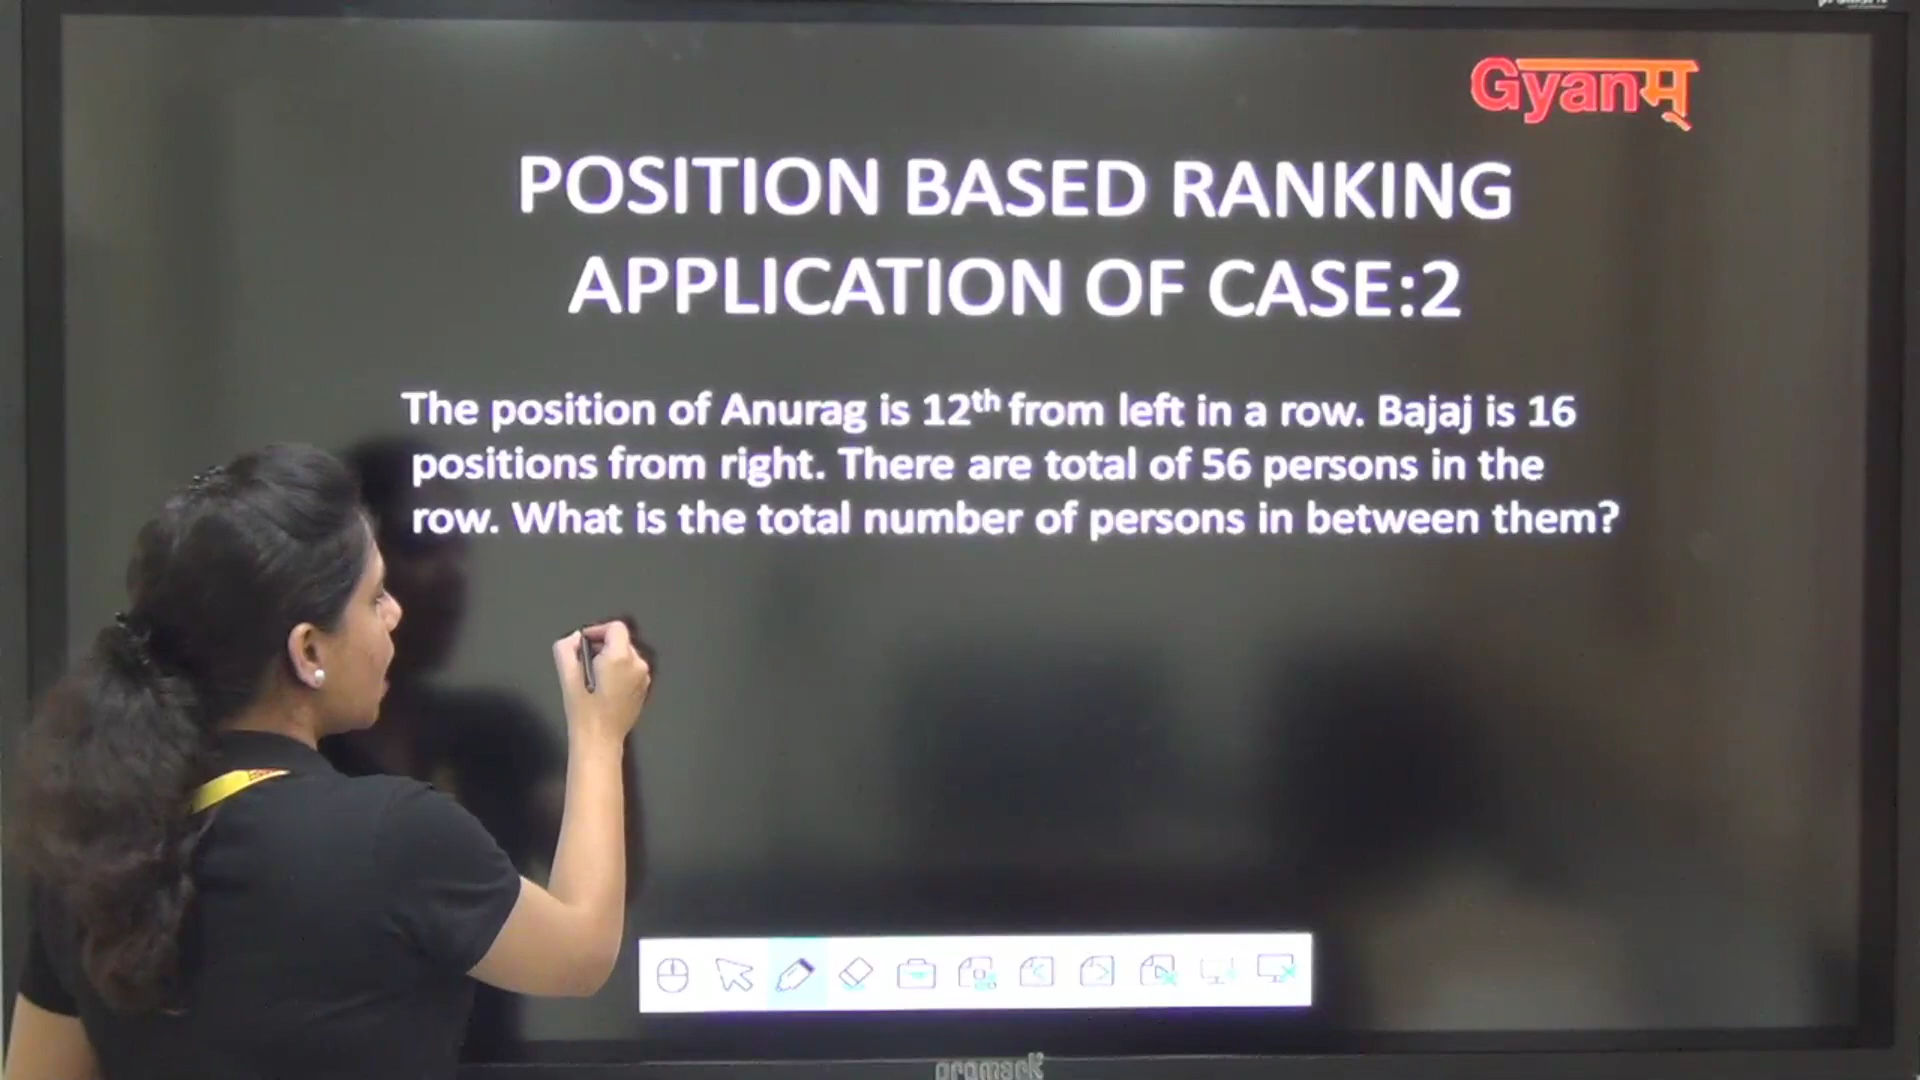 Gyanम्
POSITION BASED RANKING
APPLICATION OF CASE:2
The position of Anurag is 12th from left in a row. Bajaj is 16
positions from right. There are total of 56 persons in the
row. What is the total number of persons in between them?
promark